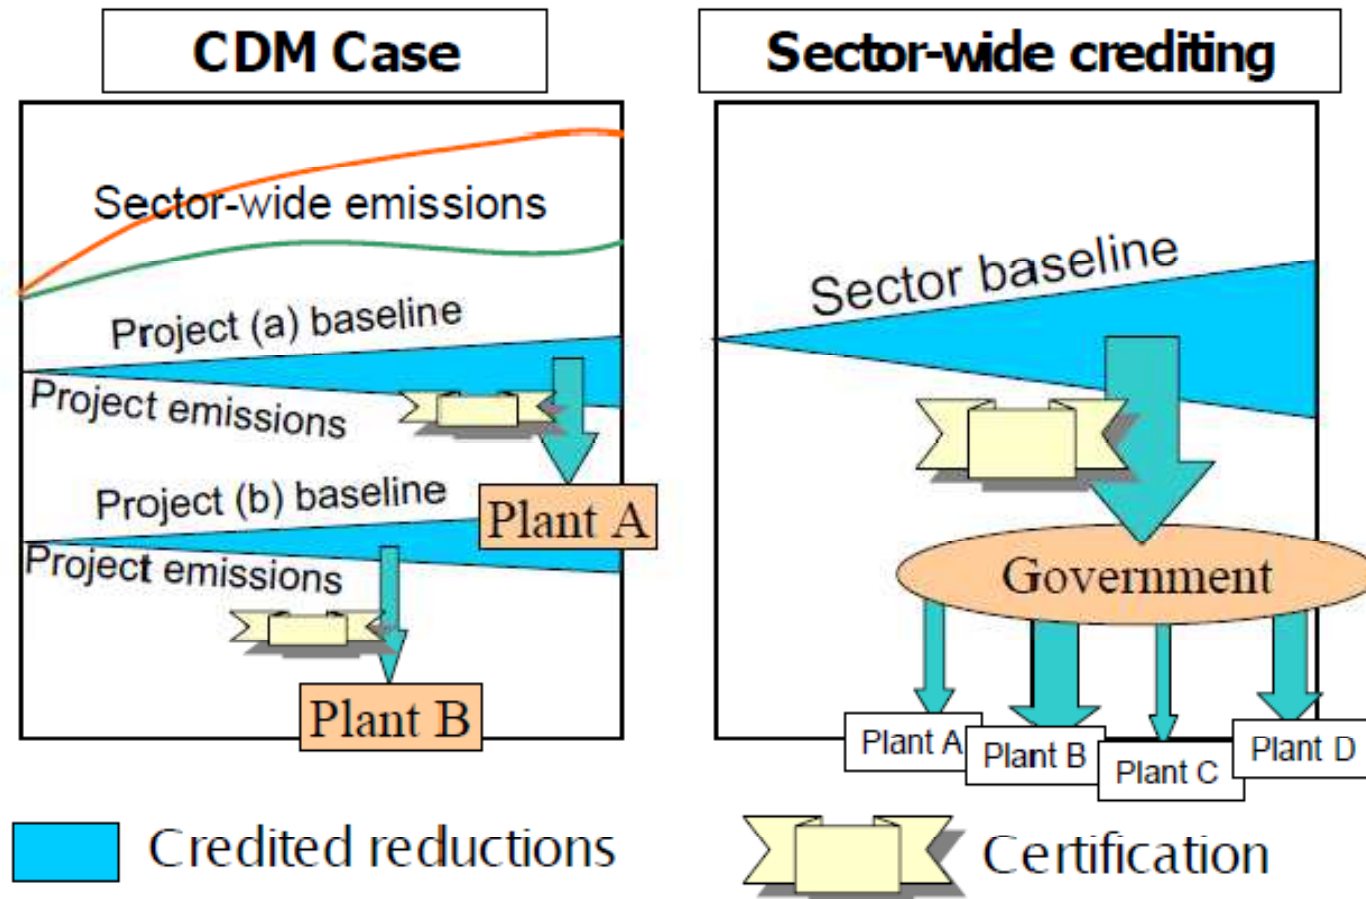 CDM Case
Sector-wide emissions
Project (a) baseline
Project emissions
Plant A
Project (b) baseline
Project emissions
Plant B
Sector-wide crediting
Sector baseline
Government
Plant A
Plant B
Plant C
Plant D
Credited reductions
Certification